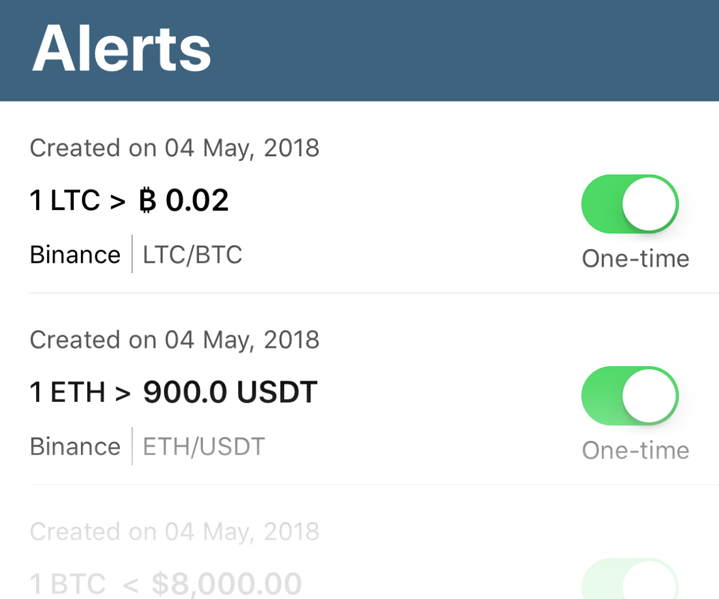 Alerts
Created on 04 May, 2018
1 LTC > ฿ 0.02
Binance | LTC/BTC
One-time
Created on 04 May, 2018
1 ETH > 900.0 USDT
Binance | ETH/USDT
One-time
Created on 04 May, 2018
1 BTC < $8,000.00